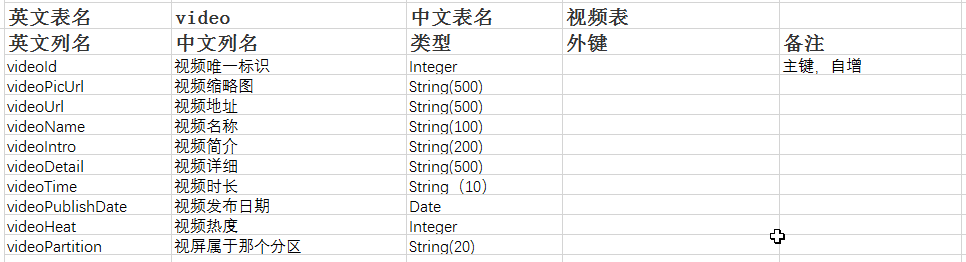 英文表名 video 中文表名 视频表
英文列名 中文列名 类型 外键 备注
videoId 视频唯一标识 Integer 主键，自增
videoPicUrl 视频缩略图 String(500)
videoUrl 视频地址 String(500)
videoName 视频名称 String(100)
videoIntro 视频简介 String(200)
videoDetail 视频详细 String(500)
videoTime 视频时长 String（10）
videoPublishDate 视频发布日期 Date
videoHeat 视频热度 Integer
videoPartition 视屏属于那个分区 String(20)